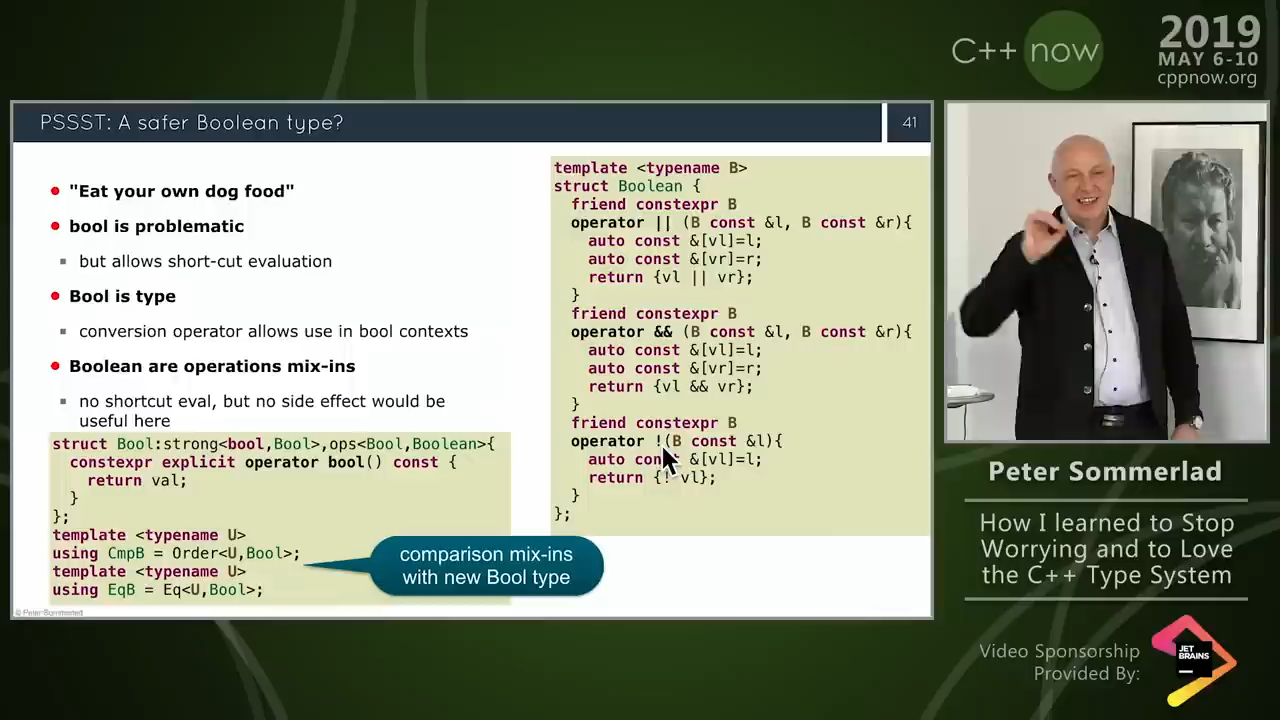 C++ now
2019
MAY 6-10
cppnow.org
PSSST: A safer Boolean type?
41
"Eat your own dog food"
bool is problematic
but allows short-cut evaluation
Bool is type
conversion operator allows use in bool contexts
Boolean are operations mix-ins
no shortcut eval, but no side effect would be
useful here
struct Bool:strong<bool,Bool>,ops<Bool,Boolean>{
constexpr explicit operator bool() const {
return val;
}
};
template <typename U>
using CmpB = Order<U,Bool>;
template <typename U>
using EqB = Eq<U,Bool>;
comparison mix-ins
with new Bool type
template <typename B>
struct Boolean {
friend constexpr B
operator || (B const &l, B const &r){
auto const &[vl]=l;
auto const &[vr]=r;
return {vl || vr};
}
friend constexpr B
operator && (B const &l, B const &r){
auto const &[vl]=l;
auto const &[vr]=r;
return {vl && vr};
}
friend constexpr B
operator !(B const &l){
auto const &[vl]=l;
return {! vl};
}
};
© Peter Sommerlad
Peter Sommerlad
How I learned to Stop
Worrying and to Love
the C++ Type System
Video Sponsorship
Provided By:
JET
BRAINS